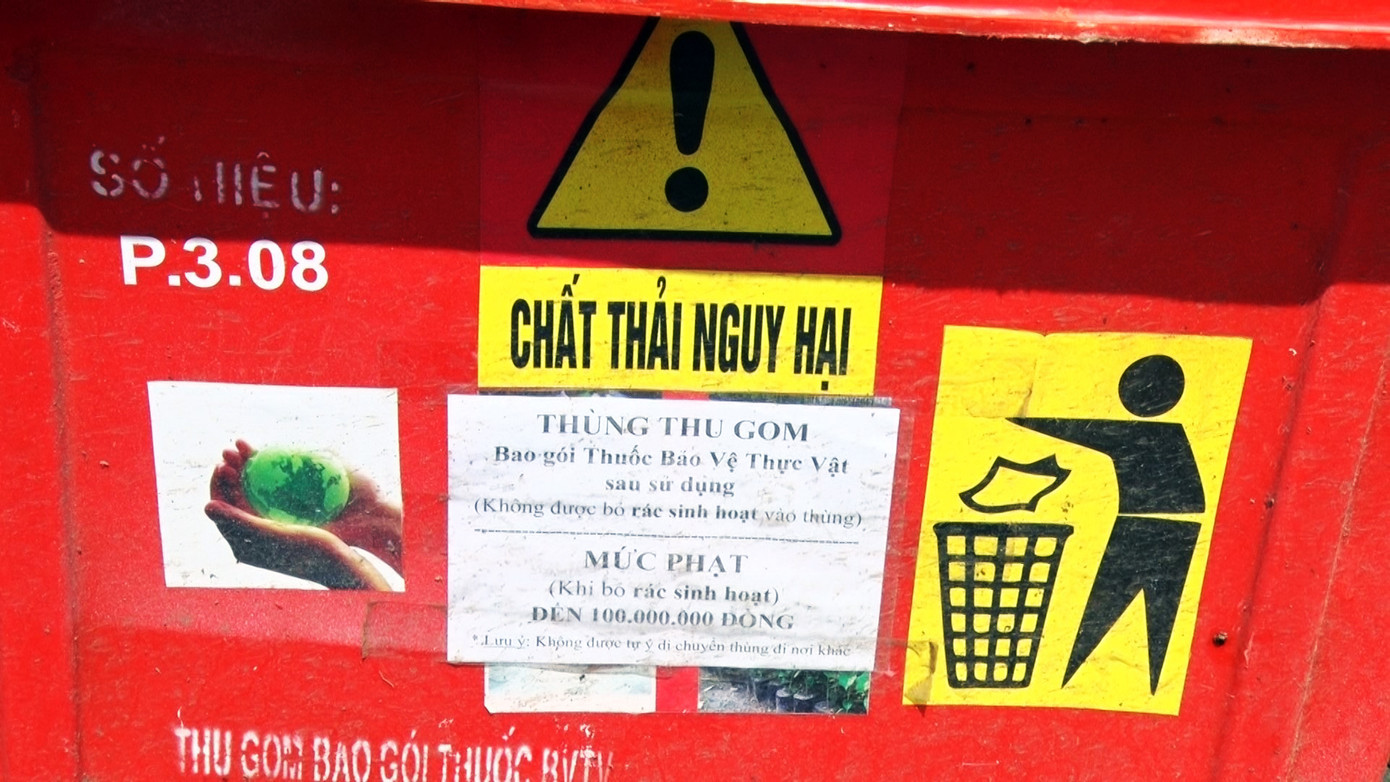 SỐ HIỆU:
P.3.08
CHẤT THẢI NGUY HẠI
THÙNG THU GOM
Bao gói Thuốc Bảo Vệ Thực Vật
sau sử dụng
(Không được bỏ rác sinh hoạt vào thùng)
MỨC PHẠT
(Khi bỏ rác sinh hoạt)
ĐẾN 100.000.000 ĐỒNG
* Lưu ý: Không được tự ý di chuyển thùng đi nơi khác
THU GOM BAO GÓI THUỐC BVTV